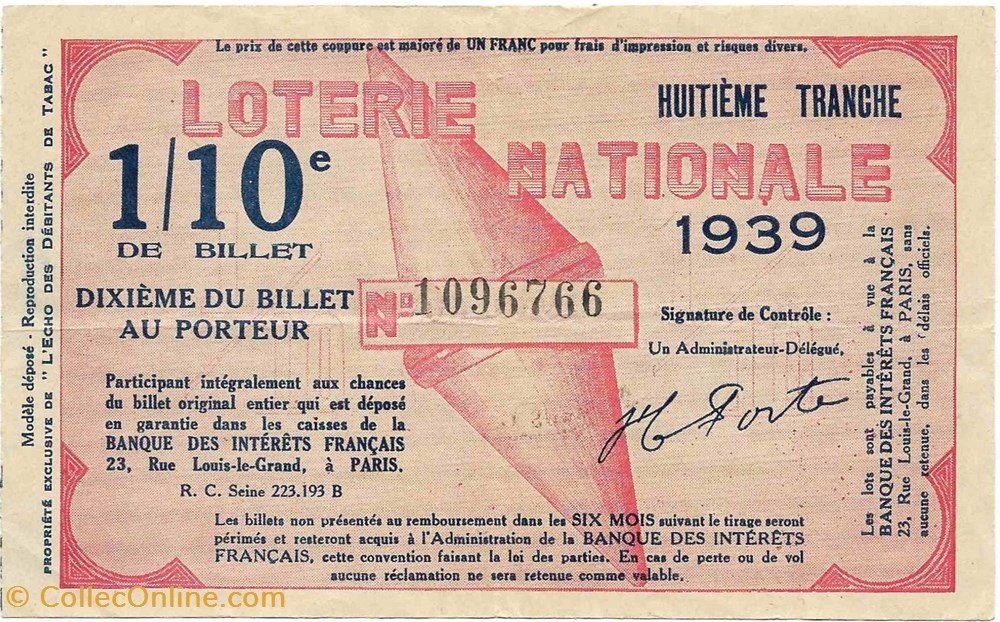 Le prix de cette coupure est majoré de UN FRANC pour frais d'impression et risques divers.
LOTERIE
NATIONALE
HUITIÈME TRANCHE
1939
1/10e
DE BILLET
DIXIÈME DU BILLET
AU PORTEUR
No 1096766
Signature de Contrôle :
Un Administrateur-Délégué,
Participant intégralement aux chances
du billet original entier qui est déposé
en garantie dans les caisses de la
BANQUE DES INTÉRÊTS FRANÇAIS
23, Rue Louis-le-Grand, à PARIS.
R. C. Seine 223.193 B
Les billets non présentés au remboursement dans les SIX MOIS suivant le tirage seront
périmés et resteront acquis à l'Administration de la BANQUE DES INTÉRÊTS
FRANÇAIS, cette convention faisant la loi des parties. En cas de perte ou de vol
aucune réclamation ne sera retenue comme valable.
Modèle déposé - Reproduction interdite
PROPRIÉTÉ EXCLUSIVE DE "L'ECHO DES DÉBITANTS DE TABAC"
Les lots sont payables à vue à la
BANQUE DES INTÉRÊTS FRANÇAIS
23, Rue Louis-le-Grand, à PARIS, sans
aucune retenue, dans les délais officiels.
© CollecOnline.com